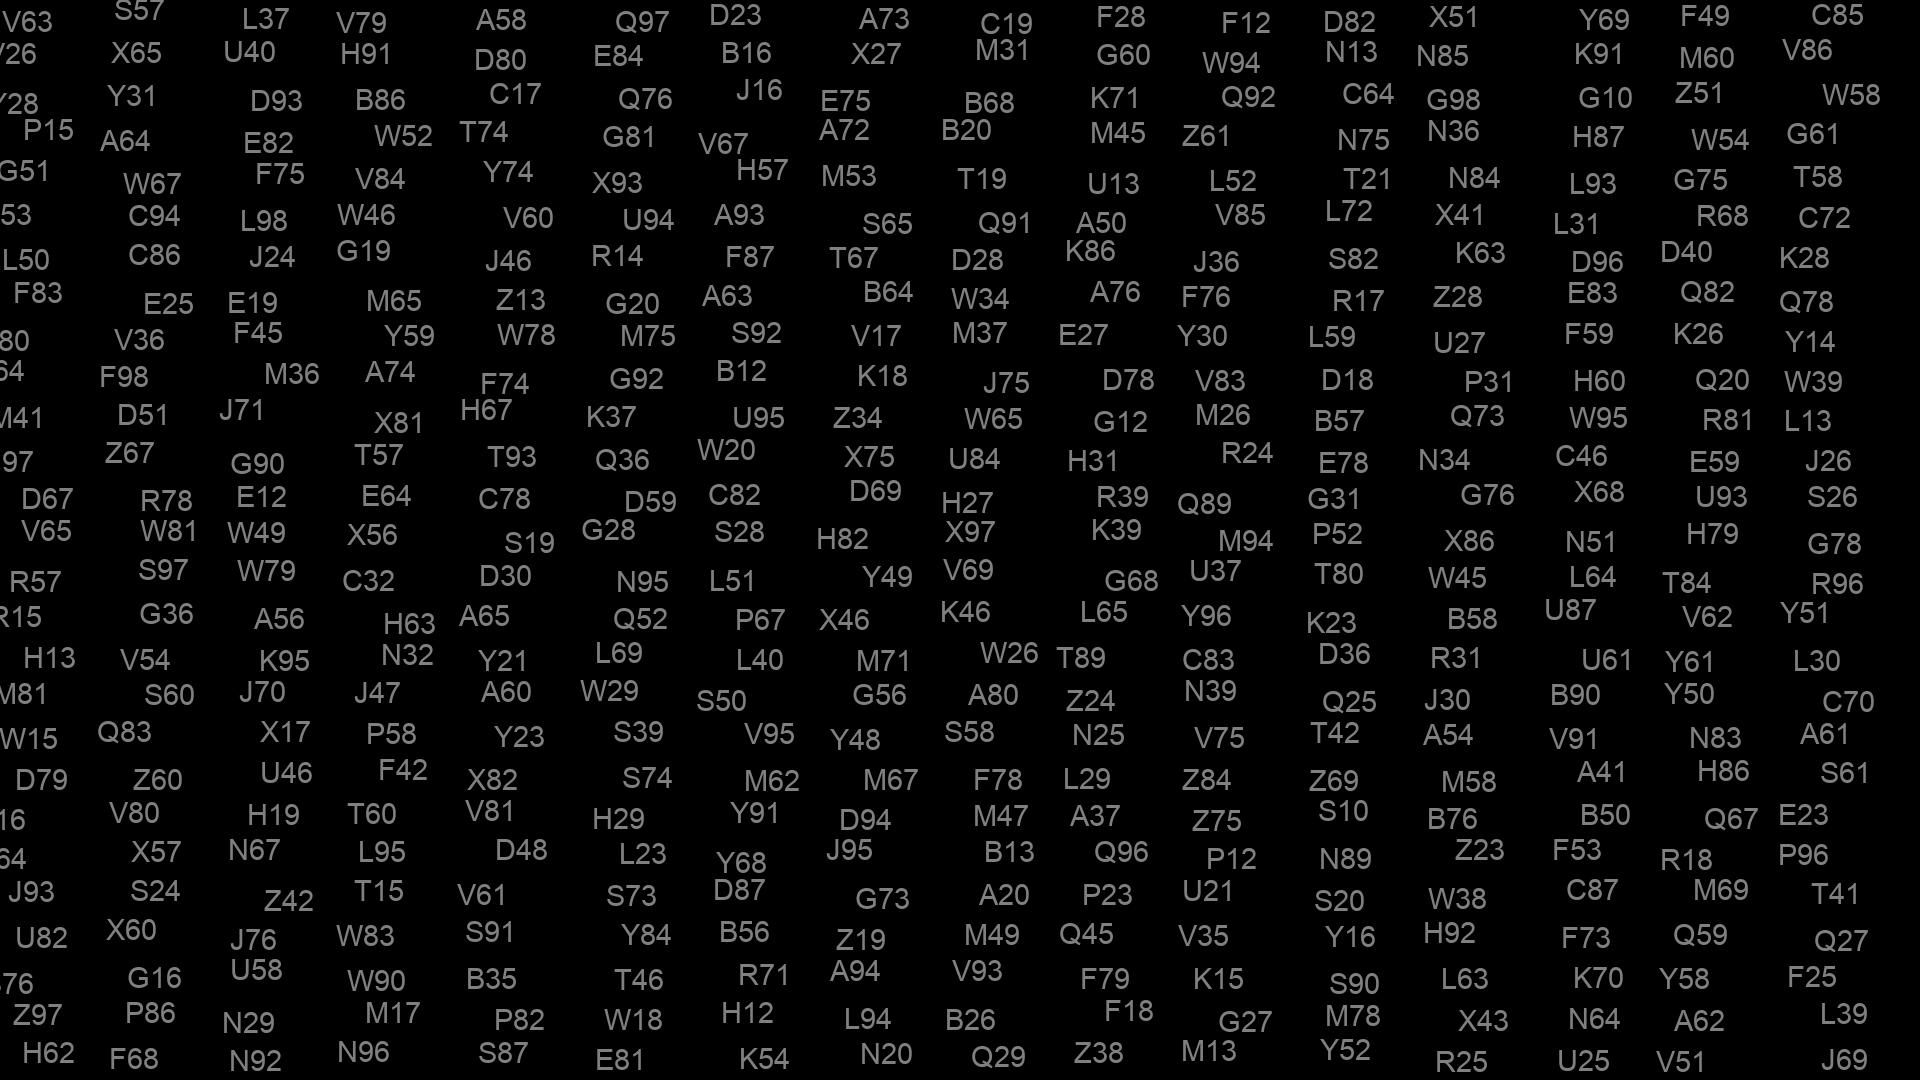 V63 S57 L37 V79 A58 Q97 D23 A73 C19 F28 F12 D82 X51 Y69 F49 C85
X65 U40 H91 D80 E84 B16 X27 M31 G60 W94 N13 N85 K91 M60 V86
Y31 D93 B86 C17 Q76 J16 E75 B68 K71 Q92 C64 G98 G10 Z51 W58
P15 A64 E82 W52 T74 G81 V67 A72 B20 M45 Z61 N75 N36 H87 W54 G61
G51 W67 F75 V84 Y74 X93 H57 M53 T19 U13 L52 T21 N84 L93 G75 T58
53 C94 L98 W46 V60 U94 A93 S65 Q91 A50 V85 L72 X41 L31 R68 C72
L50 C86 J24 G19 J46 R14 F87 T67 D28 K86 J36 S82 K63 D96 D40 K28
F83 E25 E19 M65 Z13 G20 A63 B64 W34 A76 F76 R17 Z28 E83 Q82 Q78
80 V36 F45 Y59 W78 M75 S92 V17 M37 E27 Y30 L59 U27 F59 K26 Y14
64 F98 M36 A74 F74 G92 B12 K18 J75 D78 V83 D18 P31 H60 Q20 W39
M41 D51 J71 X81 H67 K37 U95 Z34 W65 G12 M26 B57 Q73 W95 R81 L13
97 Z67 G90 T57 T93 Q36 W20 X75 U84 H31 R24 E78 N34 C46 E59 J26
D67 R78 E12 E64 C78 D59 C82 D69 H27 R39 Q89 G31 G76 X68 U93 S26
V65 W81 W49 X56 S19 G28 S28 H82 X97 K39 M94 P52 X86 N51 H79 G78
R57 S97 W79 C32 D30 N95 L51 Y49 V69 G68 U37 T80 W45 L64 T84 R96
R15 G36 A56 H63 A65 Q52 P67 X46 K46 L65 Y96 K23 B58 U87 V62 Y51
H13 V54 K95 N32 Y21 L69 L40 M71 W26 T89 C83 D36 R31 U61 Y61 L30
M81 S60 J70 J47 A60 W29 S50 G56 A80 Z24 N39 Q25 J30 B90 Y50 C70
W15 Q83 X17 P58 Y23 S39 V95 Y48 S58 N25 V75 T42 A54 V91 N83 A61
D79 Z60 U46 F42 X82 S74 M62 M67 F78 L29 Z84 Z69 M58 A41 H86 S61
16 V80 H19 T60 V81 H29 Y91 D94 M47 A37 Z75 S10 B76 B50 Q67 E23
64 X57 N67 L95 D48 L23 Y68 J95 B13 Q96 P12 N89 Z23 F53 R18 P96
J93 S24 Z42 T15 V61 S73 D87 G73 A20 P23 U21 S20 W38 C87 M69 T41
U82 X60 J76 W83 S91 Y84 B56 Z19 M49 Q45 V35 Y16 H92 F73 Q59 Q27
76 G16 U58 W90 B35 T46 R71 A94 V93 F79 K15 S90 L63 K70 Y58 F25
Z97 P86 N29 M17 P82 W18 H12 L94 B26 F18 G27 M78 X43 N64 A62 L39
H62 F68 N92 N96 S87 E81 K54 N20 Q29 Z38 M13 Y52 R25 U25 V51 J69